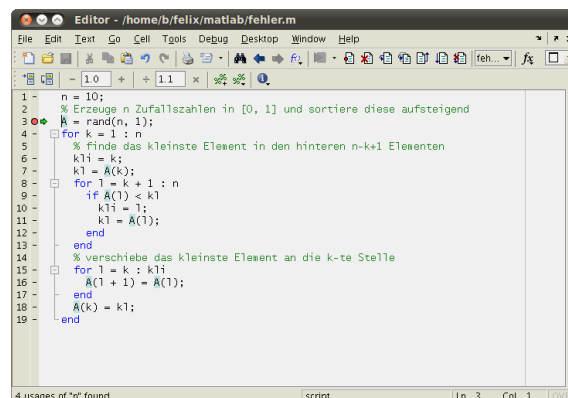 Editor - /home/b/felix/matlab/fehler.m
File Edit Text Go Cell Tools Debug Desktop Window Help
feh... fx
- 1.0 + ÷ 1.1 ×
1 - n = 10;
2 % Erzeuge n Zufallszahlen in [0, 1] und sortiere diese aufsteigend
3 A = rand(n, 1);
4 - for k = 1 : n
5 % finde das kleinste Element in den hinteren n-k+1 Elementen
6 - kli = k;
7 - kl = A(k);
8 - for l = k + 1 : n
9 - if A(l) < kl
10 - kli = l;
11 - kl = A(l);
12 - end
13 - end
14 % verschiebe das kleinste Element an die k-te Stelle
15 - for l = k : kli
16 - A(l + 1) = A(l);
17 - end
18 - A(k) = kl;
19 - end
4 usages of "n" found script Ln 3 Col 1 OVR